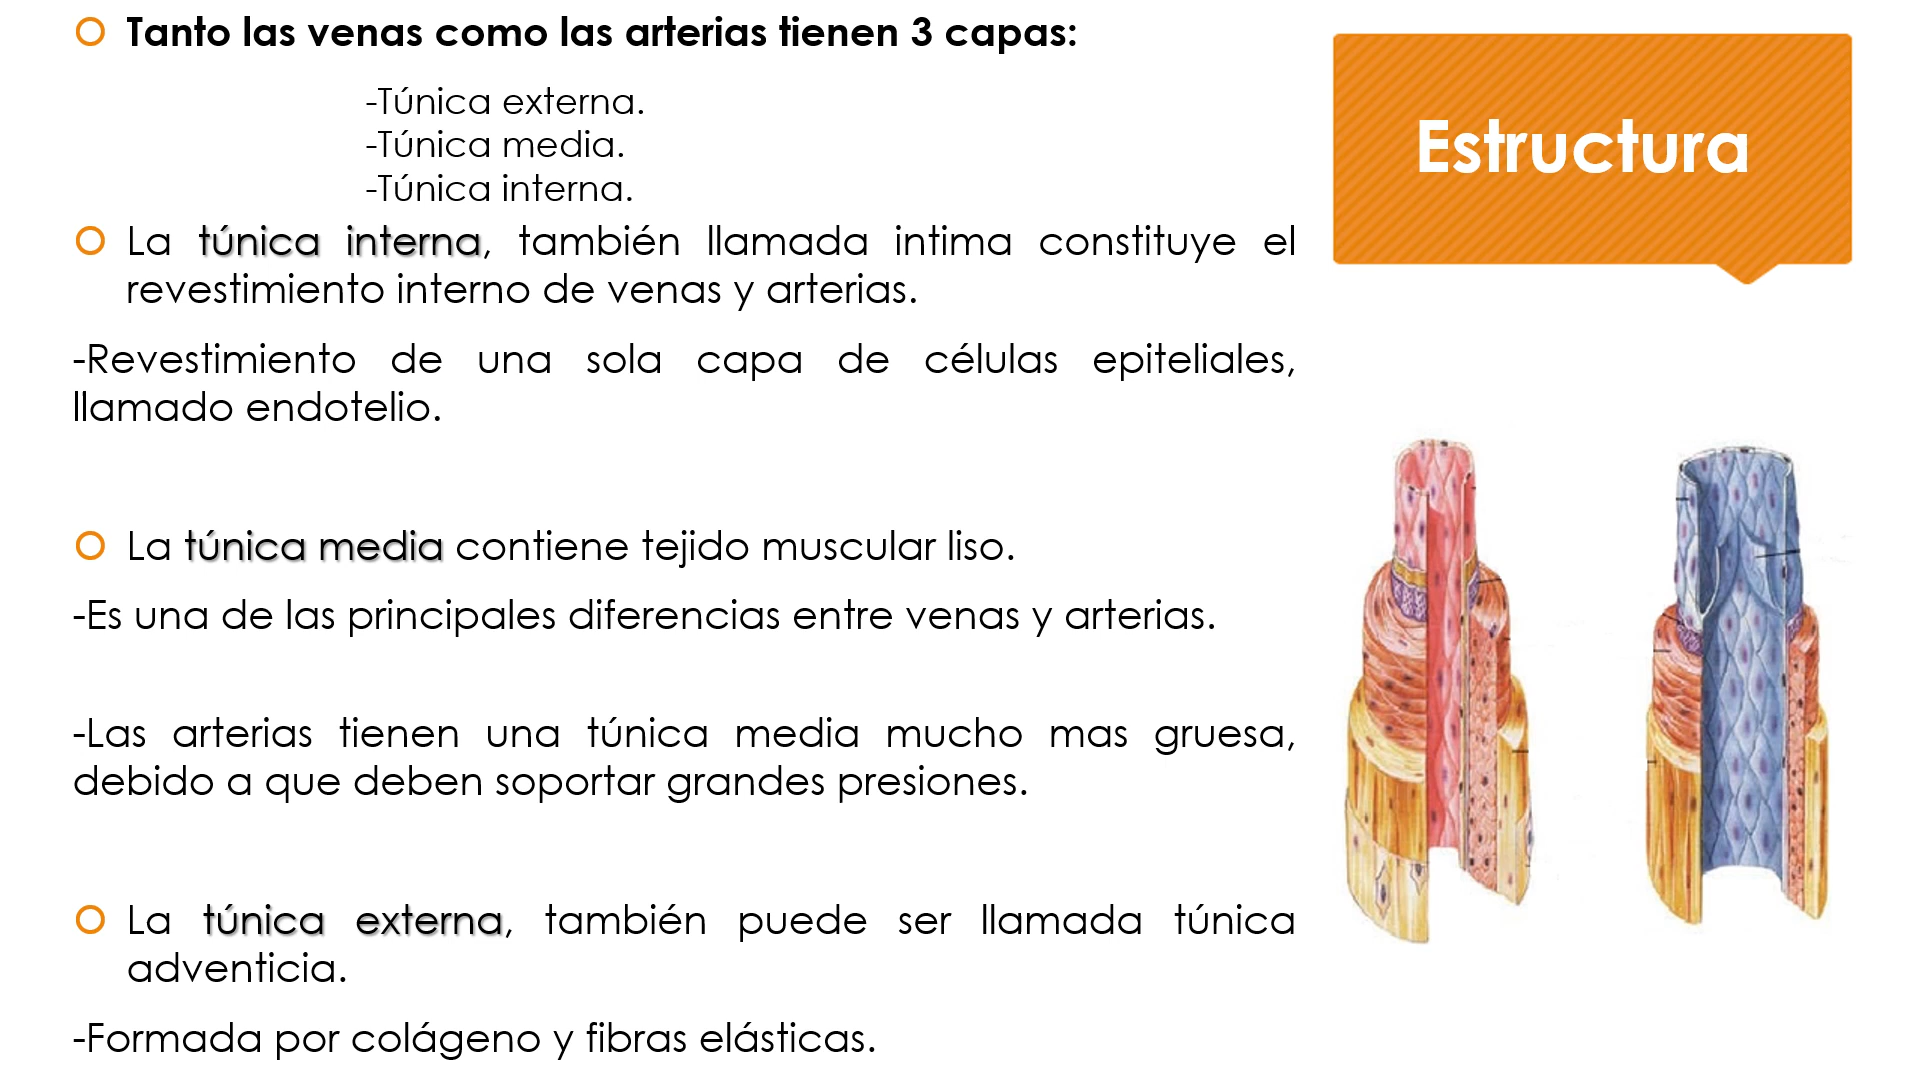 Tanto las venas como las arterias tienen 3 capas:
-Túnica externa.
-Túnica media.
-Túnica interna.
Estructura
La túnica interna, también llamada intima constituye el
revestimiento interno de venas y arterias.
-Revestimiento de una sola capa de células epiteliales,
llamado endotelio.
La túnica media contiene tejido muscular liso.
-Es una de las principales diferencias entre venas y arterias.
-Las arterias tienen una túnica media mucho mas gruesa,
debido a que deben soportar grandes presiones.
La túnica externa, también puede ser llamada túnica
adventicia.
-Formada por colágeno y fibras elásticas.